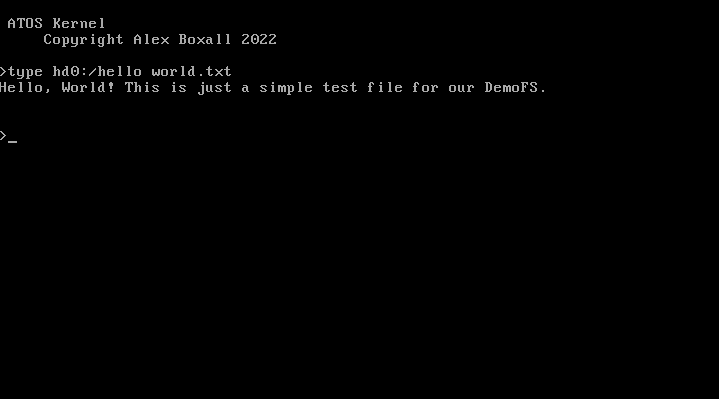 ATOS Kernel
Copyright Alex Boxall 2022
>type hd0:/hello world.txt
Hello, World! This is just a simple test file for our DemoFS.
>_